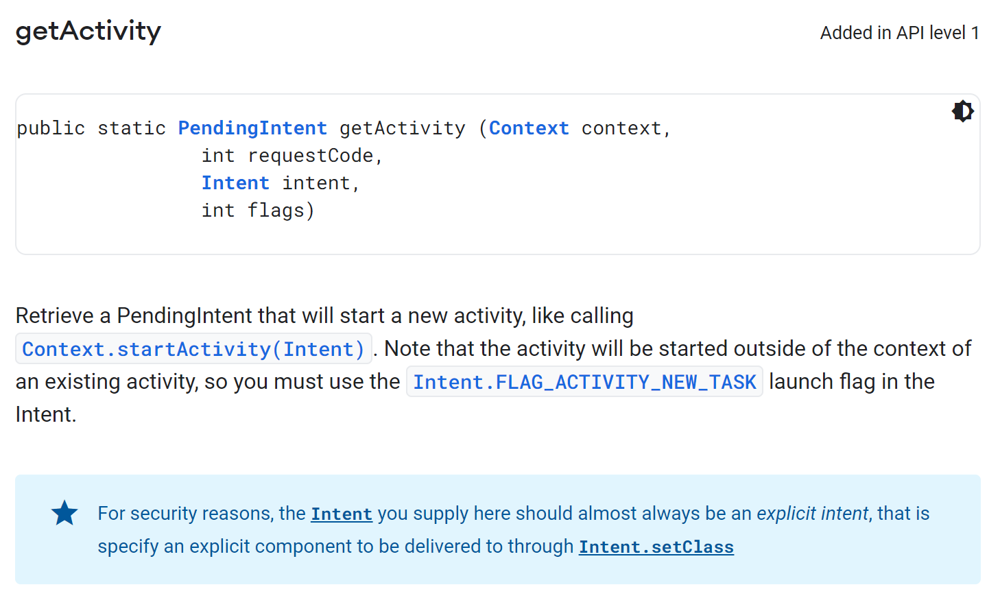 getActivity
Added in API level 1
public static PendingIntent getActivity (Context context,
int requestCode,
Intent intent,
int flags)
Retrieve a PendingIntent that will start a new activity, like calling
Context.startActivity(Intent). Note that the activity will be started outside of the context of
an existing activity, so you must use the Intent.FLAG_ACTIVITY_NEW_TASK launch flag in the
Intent.
For security reasons, the Intent you supply here should almost always be an explicit intent, that is
specify an explicit component to be delivered to through Intent.setClass